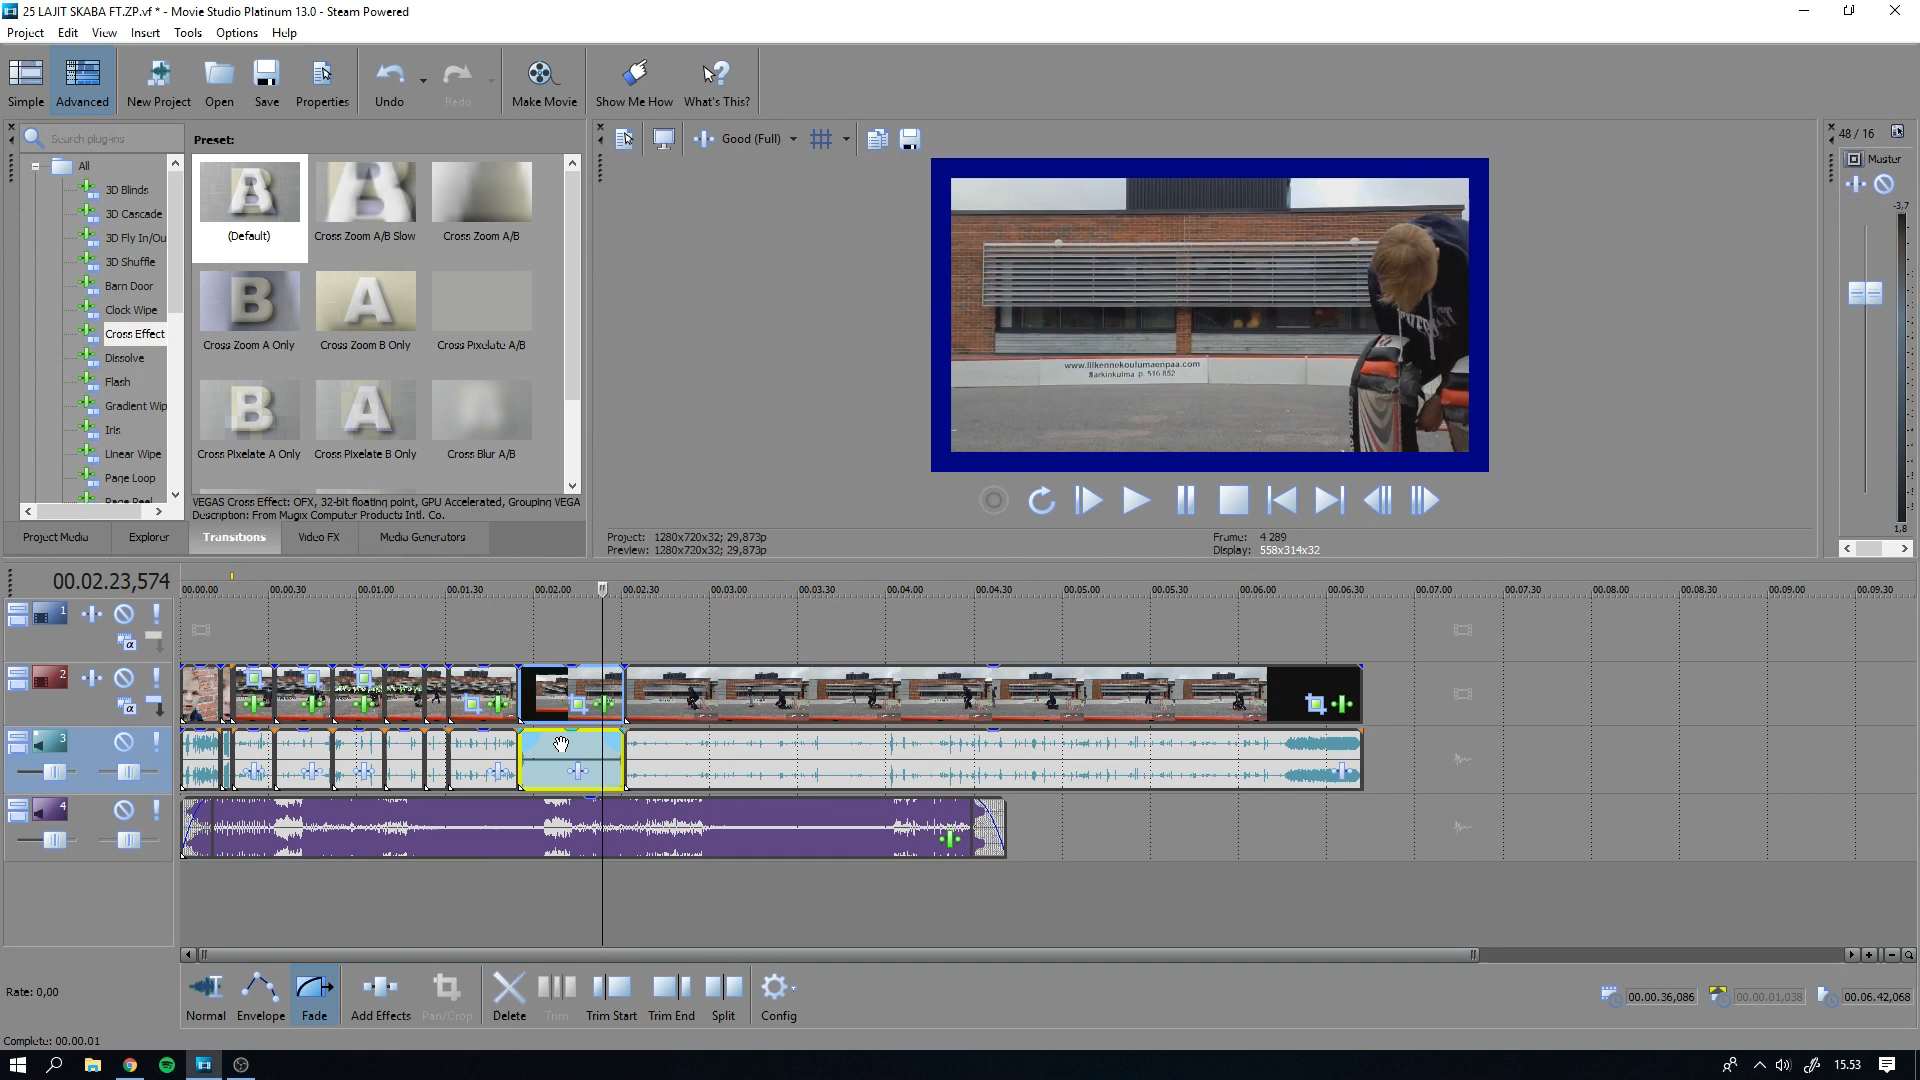 25 LAJIT SKABA FT.ZP.vf * - Movie Studio Platinum 13.0 - Steam Powered
Project Edit View Insert Tools Options Help
Simple Advanced New Project Open Save Properties Undo Redo Make Movie Show Me How What's This?
Search plug-ins
Preset:
All
3D Blinds
3D Cascade
3D Fly In/Ou
3D Shuffle
Barn Door
Clock Wipe
Cross Effect
Dissolve
Flash
Gradient Wip
Iris
Linear Wipe
Page Loop
Page Peel
(Default) Cross Zoom A/B Slow Cross Zoom A/B
Cross Zoom A Only Cross Zoom B Only Cross Pixelate A/B
Cross Pixelate A Only Cross Pixelate B Only Cross Blur A/B
VEGAS Cross Effect: OFX, 32-bit floating point, GPU Accelerated, Grouping VEGA
Description: From Magix Computer Products Intl. Co.
Project Media Explorer Transitions Video FX Media Generators
Good (Full)
www.liikennekoulumaenpaa.com
Sarkinkulma p. 516 852
Project: 1280x720x32; 29,873p
Preview: 1280x720x32; 29,873p
Frame: 4 289
Display: 558x314x32
48 / 16
Master
-3,7
1,8
00.02.23,574
00.00.00 00.00.30 00.01.00 00.01.30 00.02.00 00.02.30 00.03.00 00.03.30 00.04.00 00.04.30 00.05.00 00.05.30 00.06.00 00.06.30 00.07.00 00.07.30 00.08.00 00.08.30 00.09.00 00.09.30
1
2
3
4
Rate: 0,00
Normal Envelope Fade Add Effects Pan/Crop Delete Trim Trim Start Trim End Split Config
00.00.36,086 00.00.01,038 00.06.42,068
Complete: 00.00.01
15.53